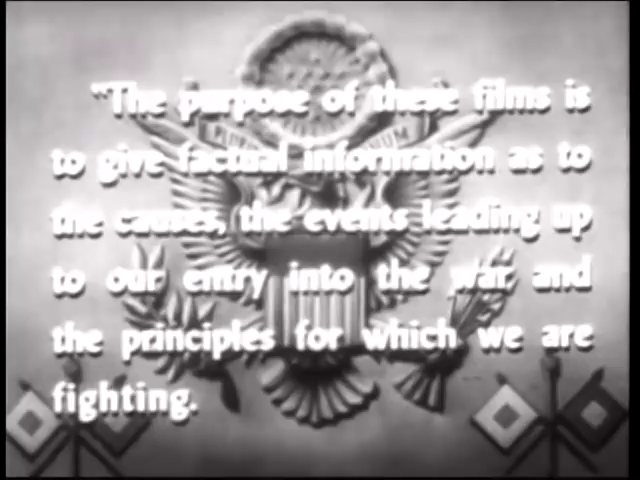 "The purpose of these films is
to give factual information as to
the causes, the events leading up
to our entry into the war, and
the principles for which we are
fighting.